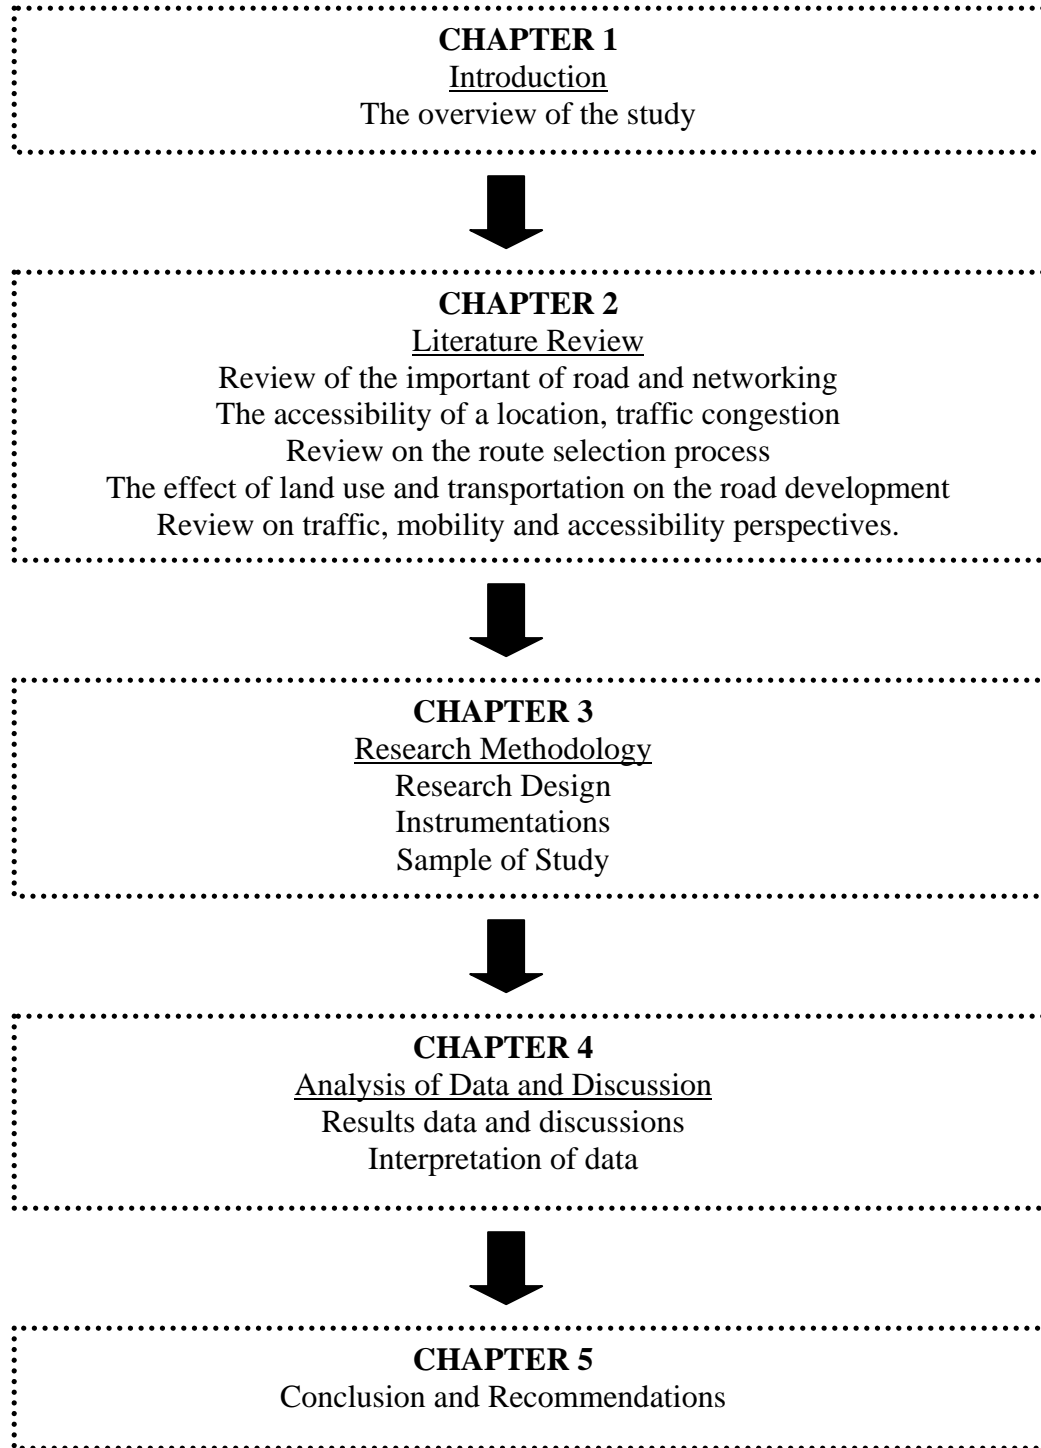 CHAPTER 1
Introduction
The overview of the study
CHAPTER 2
Literature Review
Review of the important of road and networking
The accessibility of a location, traffic congestion
Review on the route selection process
The effect of land use and transportation on the road development
Review on traffic, mobility and accessibility perspectives.
CHAPTER 3
Research Methodology
Research Design
Instrumentations
Sample of Study
CHAPTER 4
Analysis of Data and Discussion
Results data and discussions
Interpretation of data
CHAPTER 5
Conclusion and Recommendations